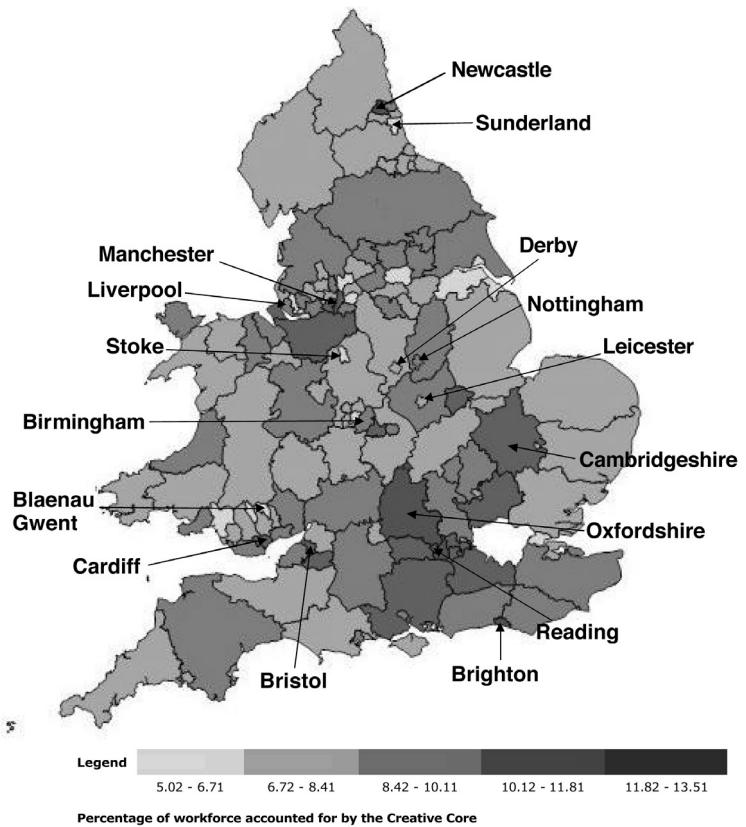 Newcastle
Sunderland
Manchester
Derby
Liverpool
Nottingham
Stoke
Leicester
Birmingham
Cambridgeshire
Blaenau
Gwent
Oxfordshire
Cardiff
Reading
Bristol
Brighton
Legend
5.02 - 6.71 6.72 - 8.41 8.42 - 10.11 10.12 - 11.81 11.82 - 13.51
Percentage of workforce accounted for by the Creative Core